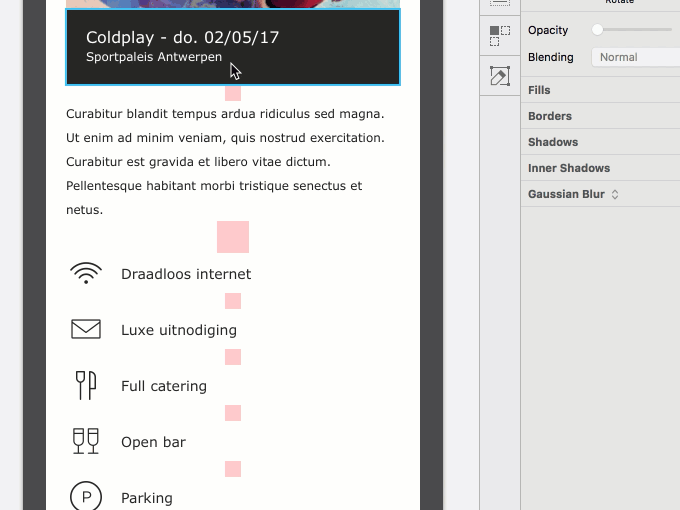 Rotate
Coldplay - do. 02/05/17
Sportpaleis Antwerpen
Curabitur blandit tempus ardua ridiculus sed magna.
Ut enim ad minim veniam, quis nostrud exercitation.
Curabitur est gravida et libero vitae dictum.
Pellentesque habitant morbi tristique senectus et
netus.
Draadloos internet
Luxe uitnodiging
Full catering
Open bar
P Parking
Opacity
Blending Normal
Fills
Borders
Shadows
Inner Shadows
Gaussian Blur